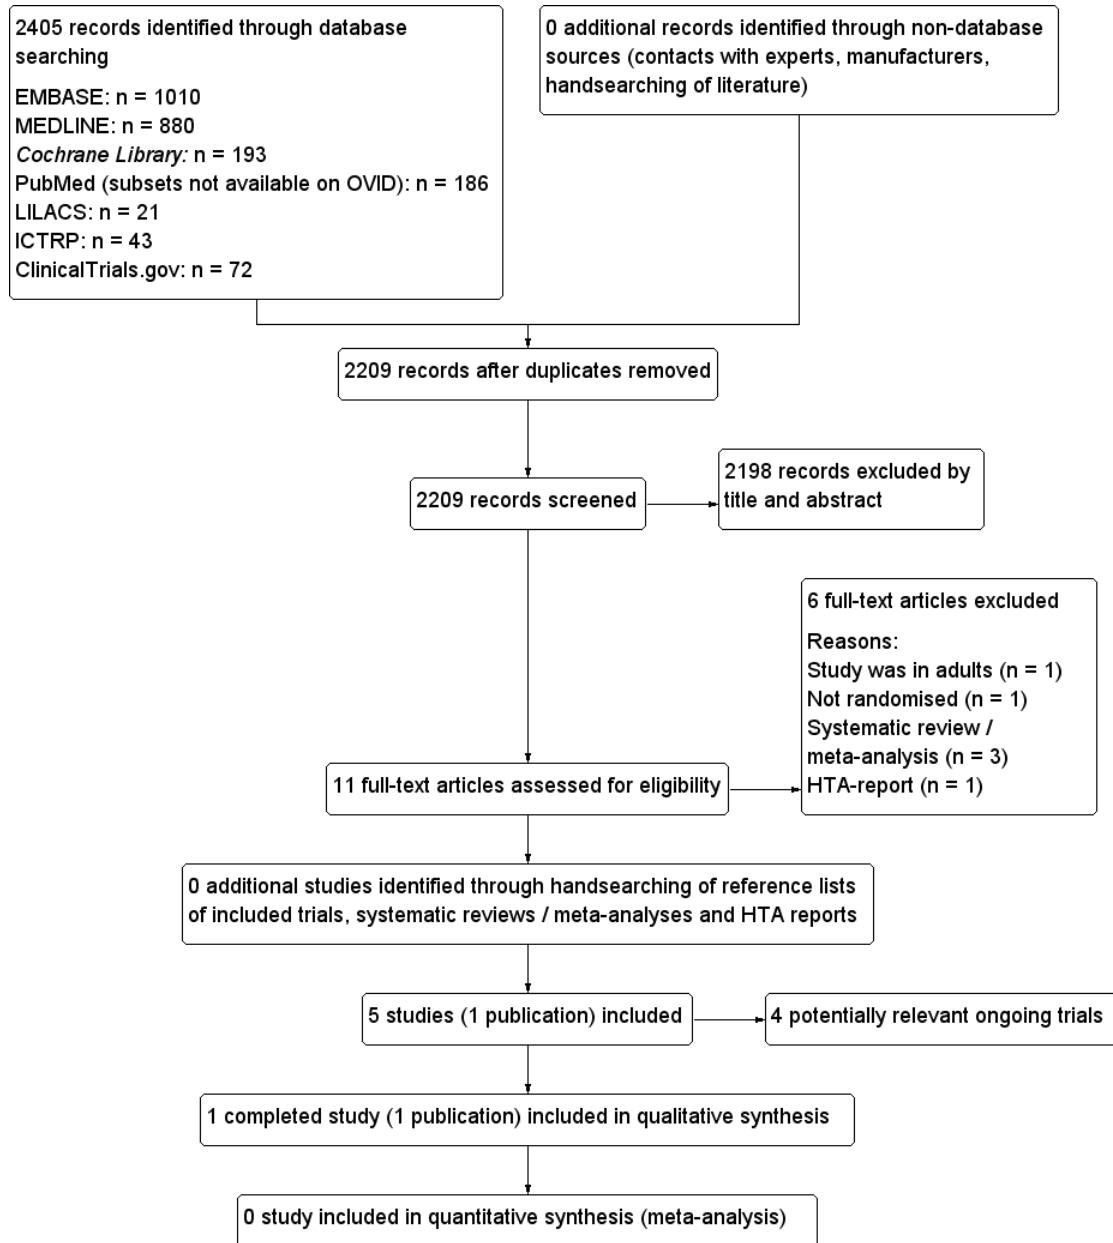 2405 records identified through database
searching
EMBASE: n = 1010
MEDLINE: n = 880
Cochrane Library: n = 193
PubMed (subsets not available on OVID): n = 186
LILACS: n = 21
ICTRP: n = 43
ClinicalTrials.gov: n = 72
0 additional records identified through non-database
sources (contacts with experts, manufacturers,
handsearching of literature)
2209 records after duplicates removed
2209 records screened
2198 records excluded by
title and abstract
11 full-text articles assessed for eligibility
6 full-text articles excluded
Reasons:
Study was in adults (n = 1)
Not randomised (n = 1)
Systematic review /
meta-analysis (n = 3)
HTA-report (n = 1)
0 additional studies identified through handsearching of reference lists
of included trials, systematic reviews / meta-analyses and HTA reports
5 studies (1 publication) included
4 potentially relevant ongoing trials
1 completed study (1 publication) included in qualitative synthesis
0 study included in quantitative synthesis (meta-analysis)